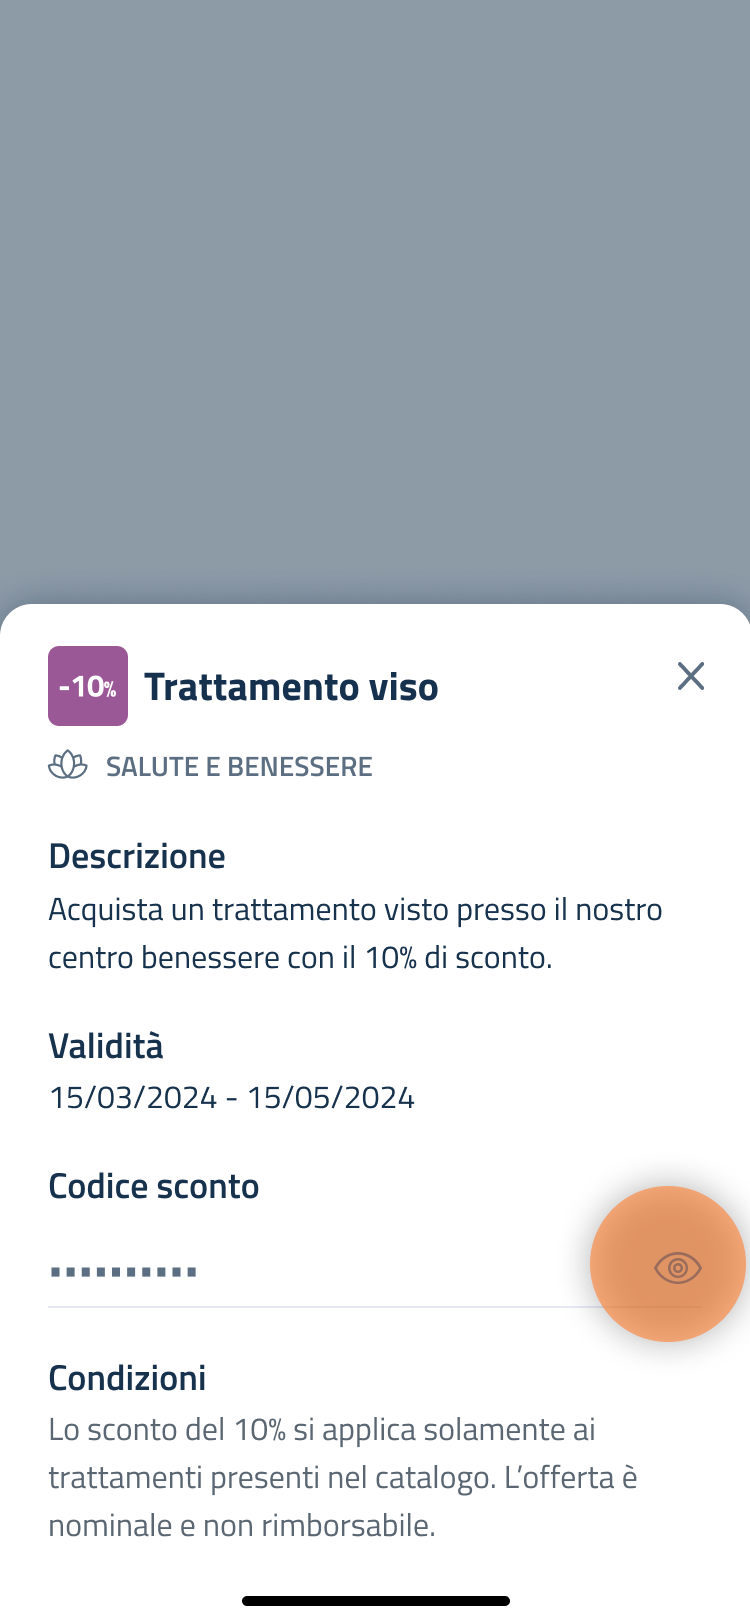 -10%
Trattamento viso
SALUTE E BENESSERE
Descrizione
Acquista un trattamento visto presso il nostro
centro benessere con il 10% di sconto.
Validità
15/03/2024 - 15/05/2024
Codice sconto
Condizioni
Lo sconto del 10% si applica solamente ai
trattamenti presenti nel catalogo. L’offerta è
nominale e non rimborsabile.